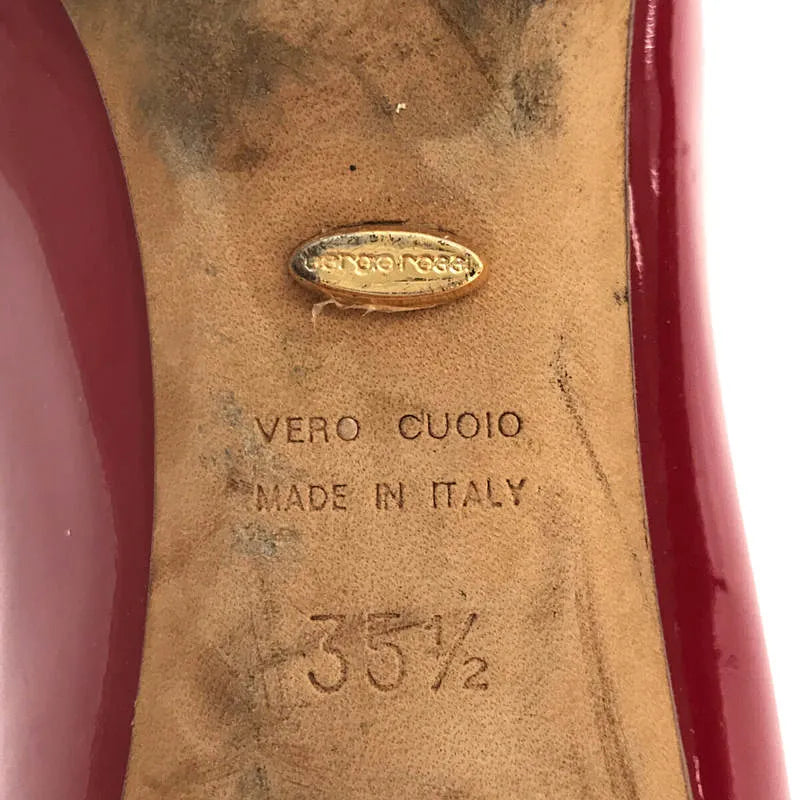 sergio rossi
VERO CUOIO
MADE IN ITALY
35½